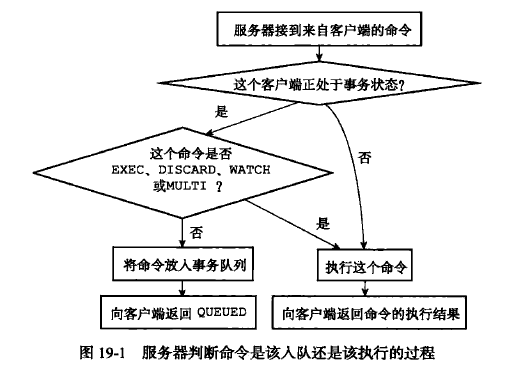 服务器接到来自客户端的命令
这个客户端正处于事务状态?
是
这个命令是否
EXEC、DISCARD、WATCH
或MULTI ?
否
是
否
将命令放入事务队列
执行这个命令
向客户端返回 QUEUED
向客户端返回命令的执行结果
图 19-1 服务器判断命令是该入队还是该执行的过程